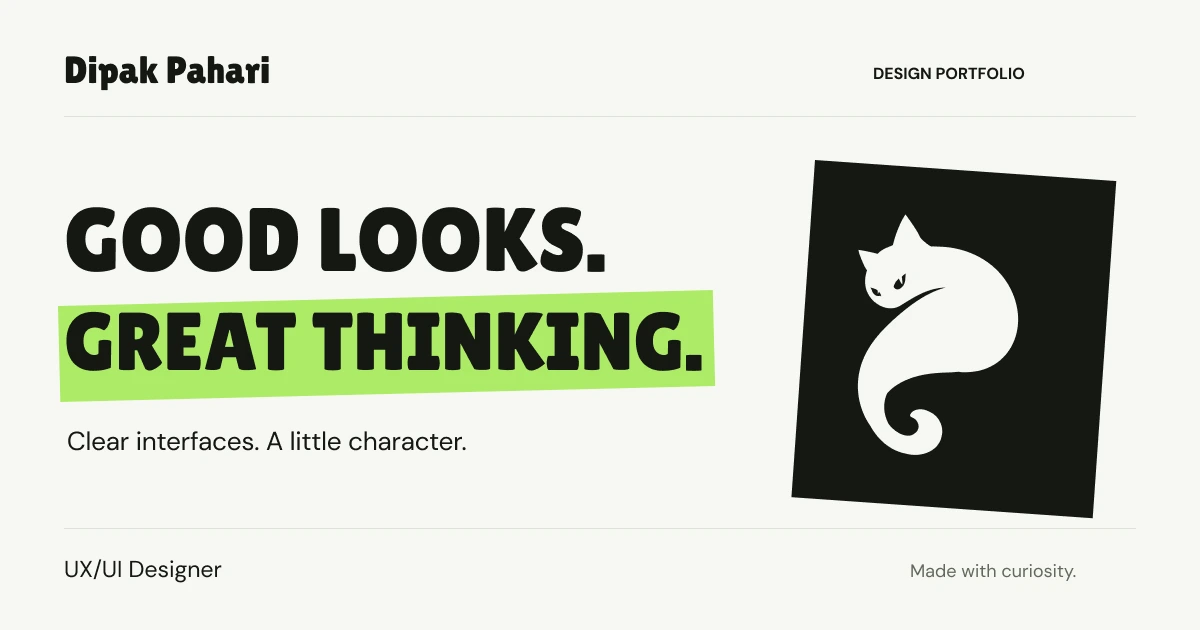 Dipak Pahari
DESIGN PORTFOLIO
GOOD LOOKS.
GREAT THINKING.
Clear interfaces. A little character.
UX/UI Designer
Made with curiosity.